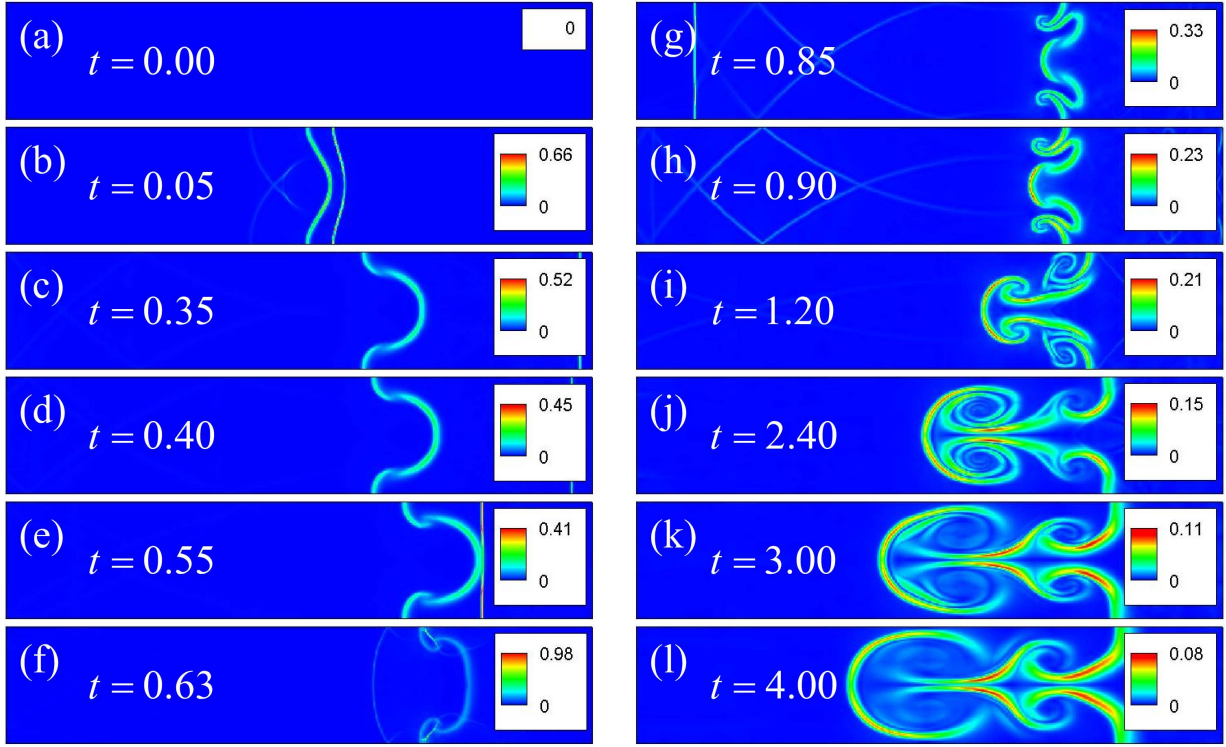 (a)
t = 0.00
0
(b)
t = 0.05
0.66
0
(c)
t = 0.35
0.52
0
(d)
t = 0.40
0.45
0
(e)
t = 0.55
0.41
0
(f)
t = 0.63
0.98
0
(g)
t = 0.85
0.33
0
(h)
t = 0.90
0.23
0
(i)
t = 1.20
0.21
0
(j)
t = 2.40
0.15
0
(k)
t = 3.00
0.11
0
(l)
t = 4.00
0.08
0